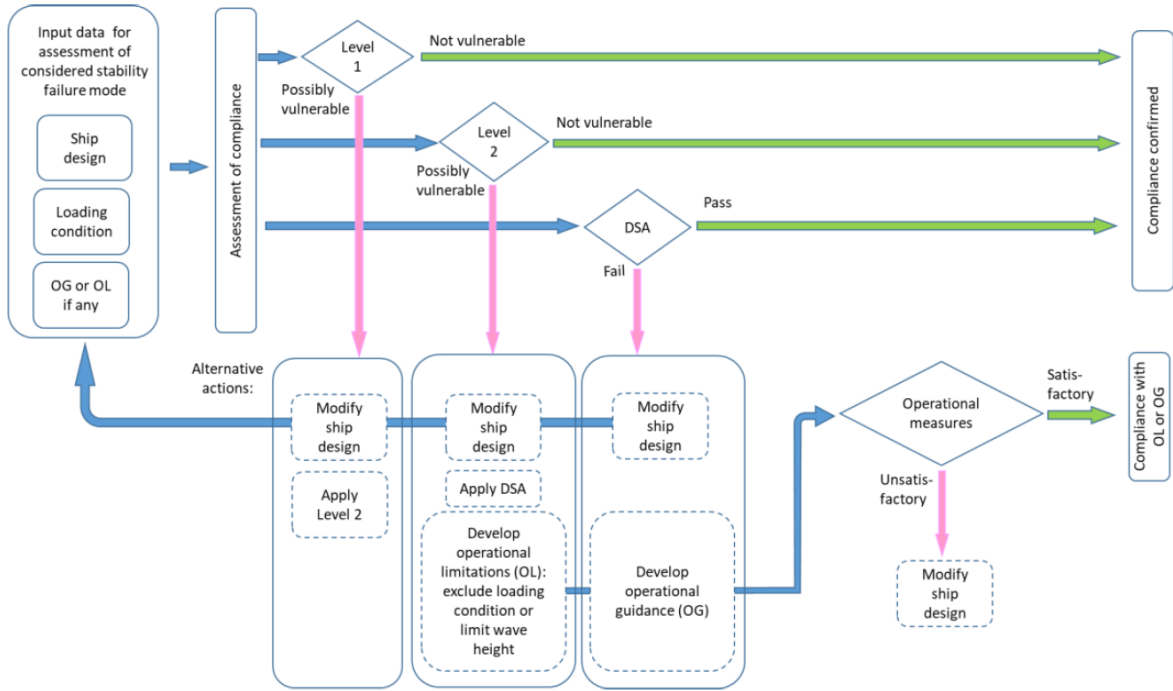 Input data for
assessment of
considered stability
failure mode
Ship
design
Loading
condition
OG or OL
if any
Assessment of compliance
Level
1
Not vulnerable
Possibly
vulnerable
Level
2
Not vulnerable
Possibly
vulnerable
DSA
Pass
Fail
Compliance confirmed
Alternative
actions:
Modify
ship
design
Apply
Level 2
Modify
ship
design
Apply DSA
Develop
operational
limitations (OL):
exclude loading
condition or
limit wave
height
Modify
ship
design
Develop
operational
guidance (OG)
Operational
measures
Satis-
factory
Unsatis-
factory
Modify
ship
design
Compliance with
OL or OG